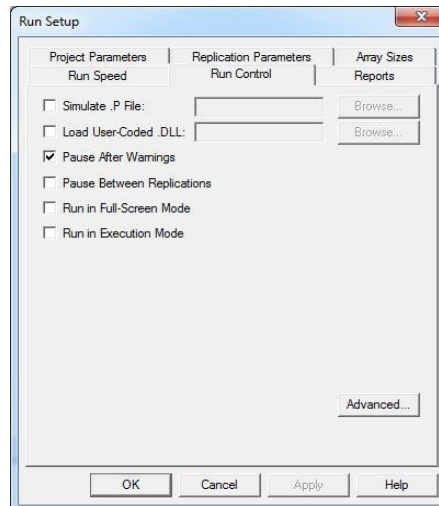 Run Setup
Project Parameters Replication Parameters Array Sizes
Run Speed Run Control Reports
Simulate .P File: Browse...
Load User-Coded .DLL: Browse...
Pause After Warnings
Pause Between Replications
Run in Full-Screen Mode
Run in Execution Mode
Advanced...
OK Cancel Apply Help